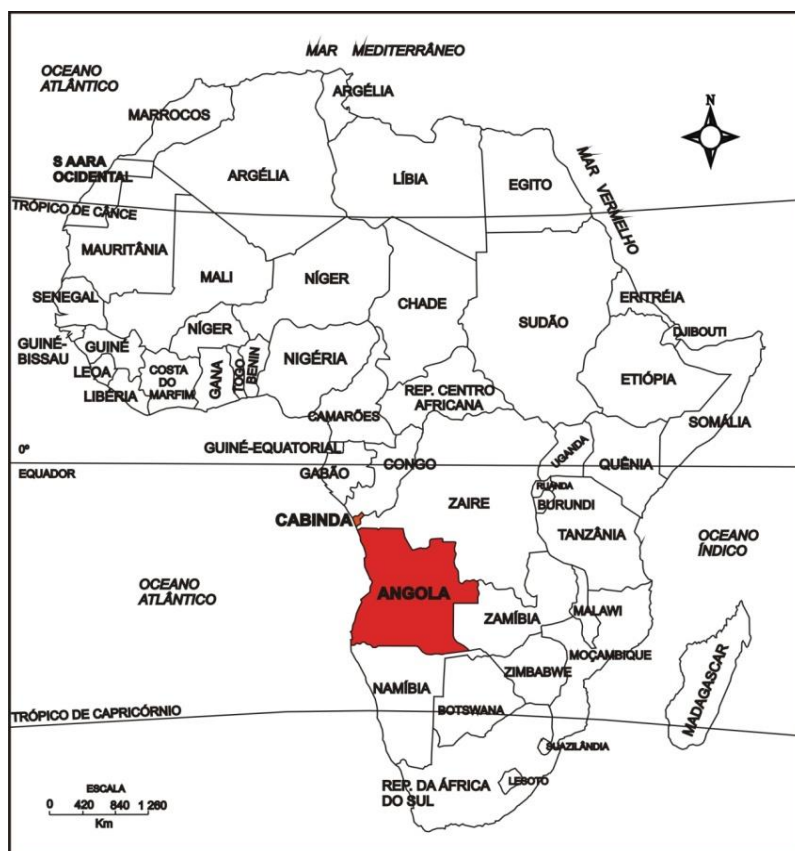 MAR MEDITERRÂNEO
OCEANO
ATLÂNTICO
ARGÉLIA
MARROCOS
N
S AARA
OCIDENTAL
ARGÉLIA
LÍBIA
EGITO
MAR VERMELHO
TRÓPICO DE CÂNCE
MAURITÂNIA
MALI
NÍGER
CHADE
SUDÃO
ERITRÉIA
SENEGAL
NÍGER
DJIBOUTI
GUINÉ-
BISSAU
GUINÉ
NIGÉRIA
LEOA
COSTA
DO
MARFIM
GANA
TOGO
BENIN
ETIÓPIA
LIBÉRIA
REP. CENTRO
AFRICANA
CAMARÕES
SOMÁLIA
0º
GUINÉ-EQUATORIAL
UGANDA
EQUADOR
GABÃO
CONGO
QUÊNIA
RUANDA
ZAIRE
BURUNDI
CABINDA
TANZÂNIA
OCEANO
ÍNDICO
OCEANO
ATLÂNTICO
ANGOLA
ZAMÍBIA
MALAWI
MOÇAMBIQUE
ZIMBABWE
NAMÍBIA
MADAGASCAR
TRÓPICO DE CAPRICÓRNIO
BOTSWANA
SUAZILÂNDIA
REP. DA ÁFRICA
DO SUL
LESOTO
ESCALA
0 420 840 1 260
Km